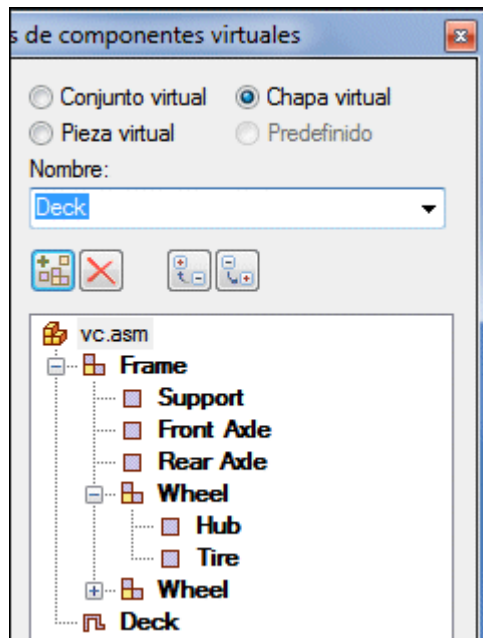 s de componentes virtuales
Conjunto virtual Chapa virtual
Pieza virtual Predefinido
Nombre:
Deck
vc.asm
Frame
Support
Front Axle
Rear Axle
Wheel
Hub
Tire
Wheel
Deck